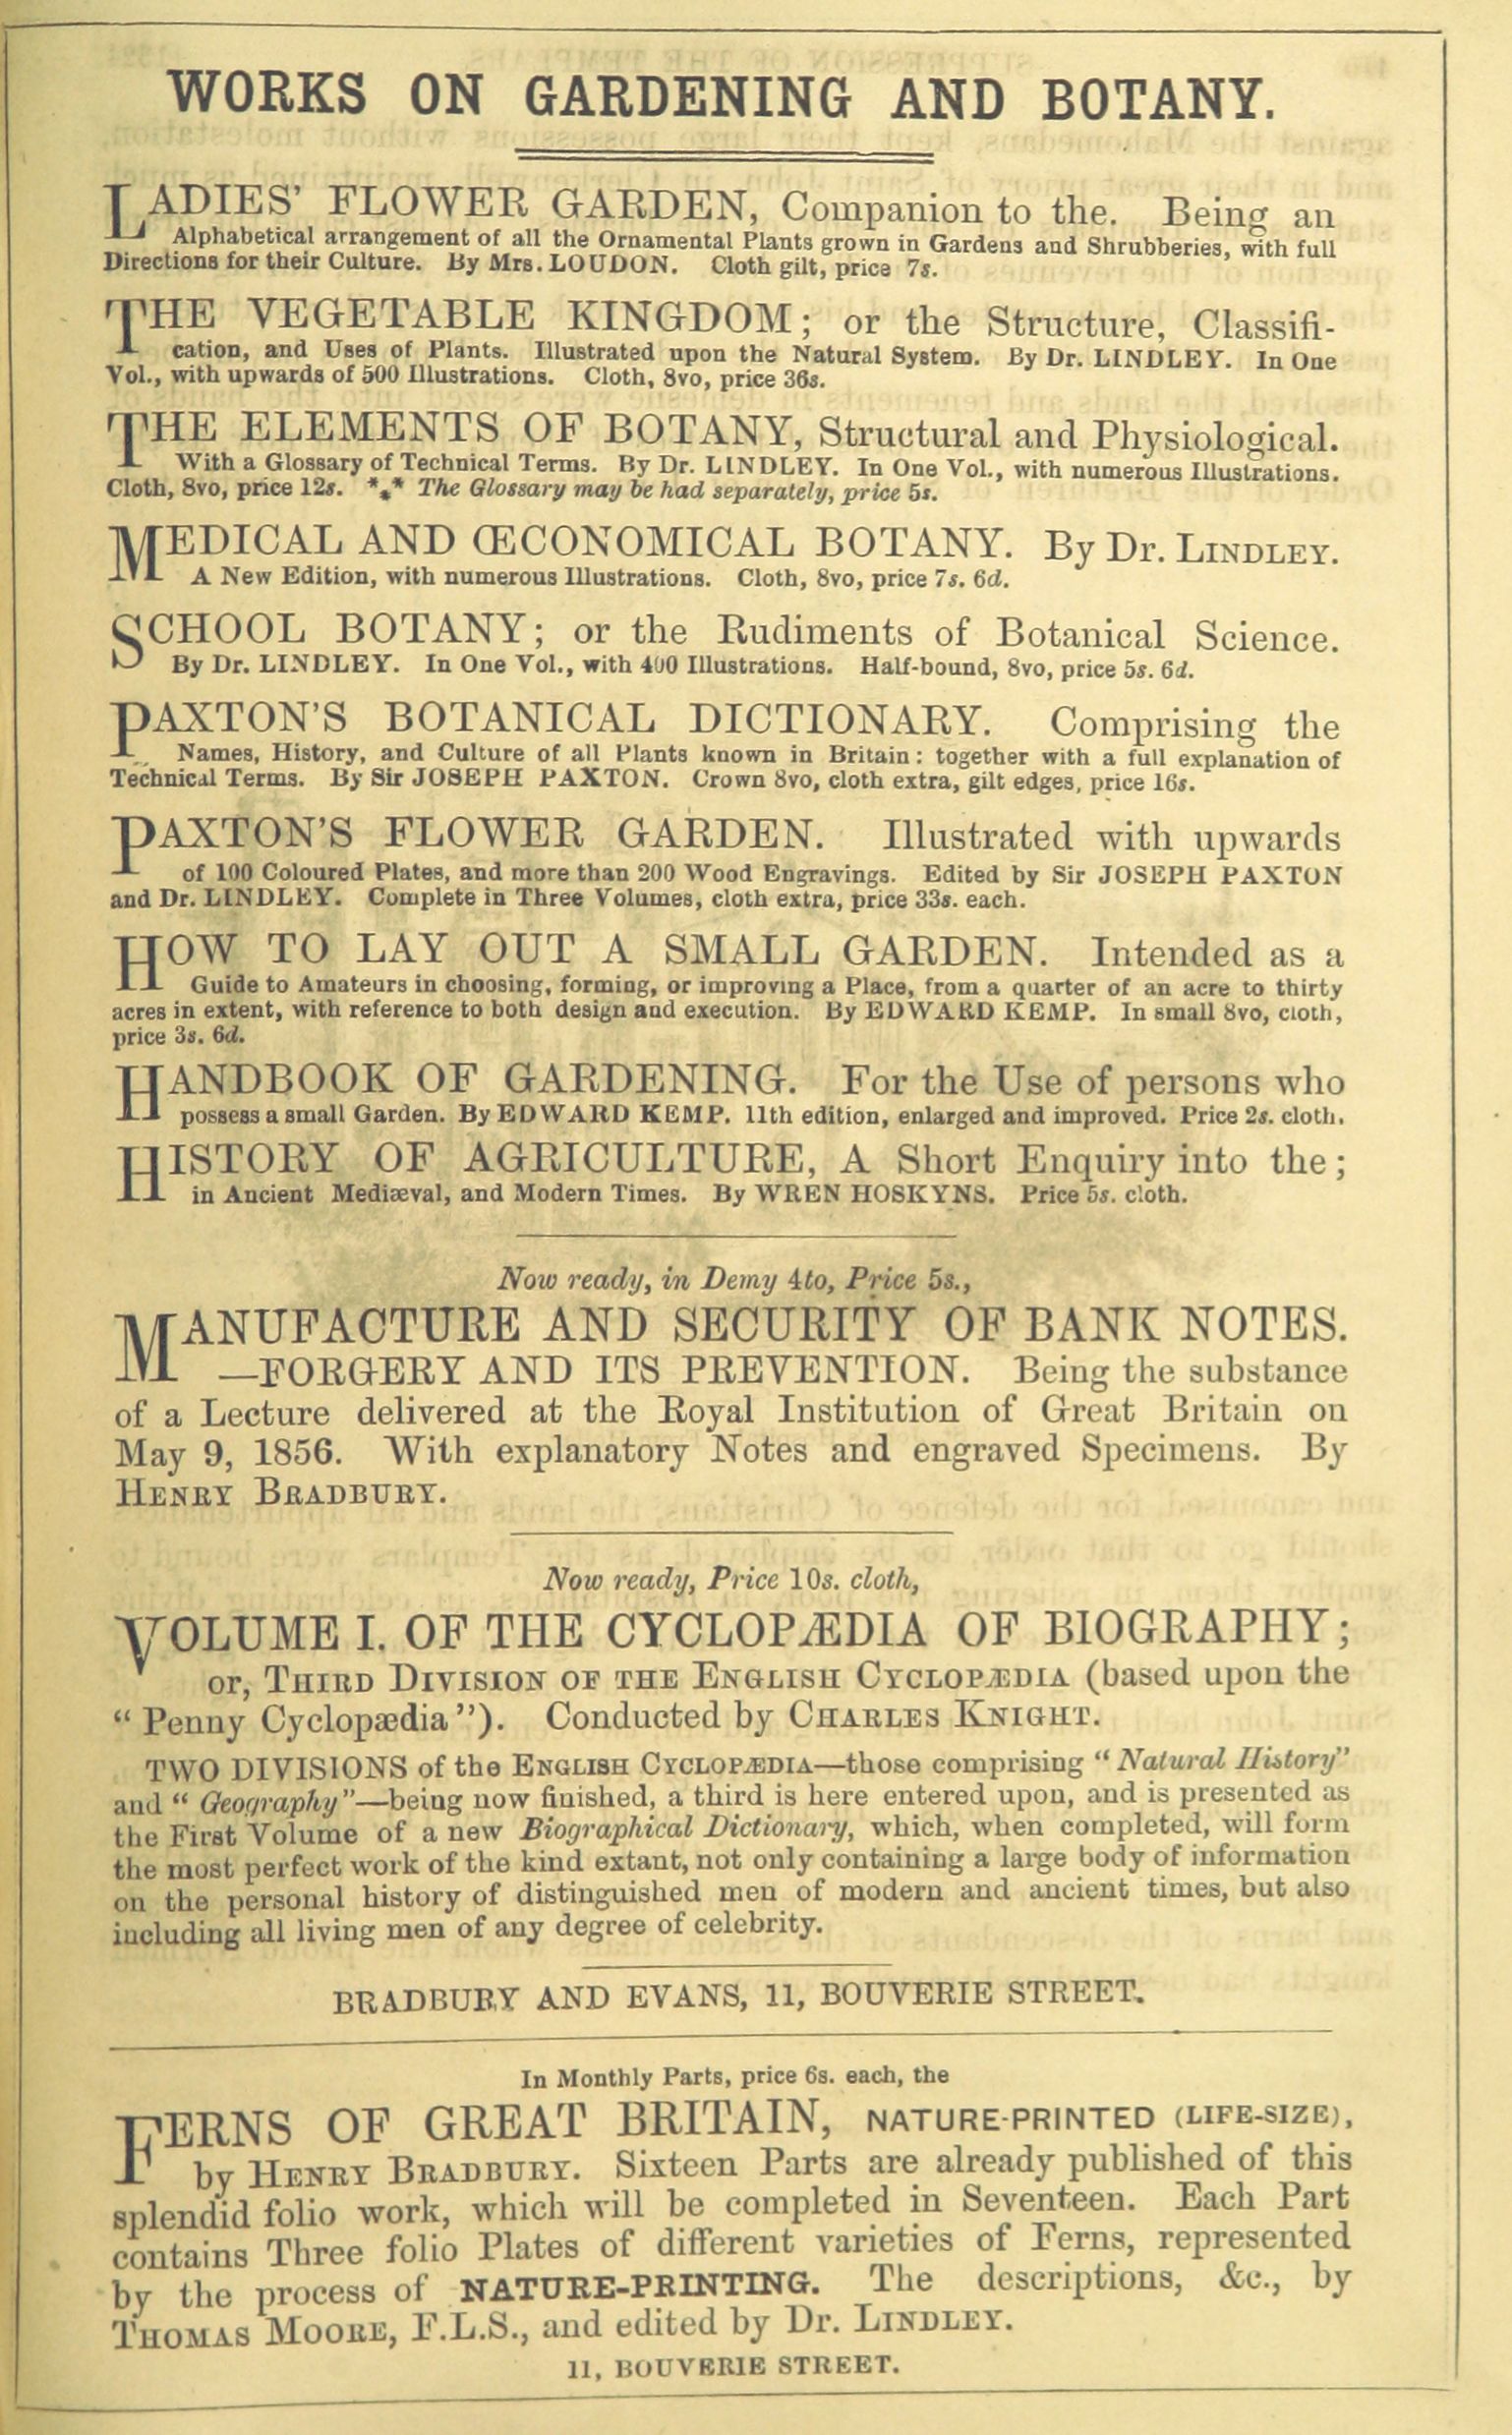 WORKS ON GARDENING AND BOTANY.
LADIES' FLOWER GARDEN, Companion to the. Being an
Alphabetical arrangement of all the Ornamental Plants grown in Gardens and Shrubberies, with full
Directions for their Culture. By Mrs. LOUDON. Cloth gilt, price 7s.
THE VEGETABLE KINGDOM; or the Structure, Classifi-
cation, and Uses of Plants. Illustrated upon the Natural System. By Dr. LINDLEY. In One
Vol., with upwards of 500 Illustrations. Cloth, 8vo, price 36s.
THE ELEMENTS OF BOTANY, Structural and Physiological.
With a Glossary of Technical Terms. By Dr. LINDLEY. In One Vol., with numerous Illustrations.
Cloth, 8vo, price 12s. *** The Glossary may be had separately, price 5s.
MEDICAL AND ŒCONOMICAL BOTANY. By Dr. LINDLEY.
A New Edition, with numerous Illustrations. Cloth, 8vo, price 7s. 6d.
SCHOOL BOTANY; or the Rudiments of Botanical Science.
By Dr. LINDLEY. In One Vol., with 400 Illustrations. Half-bound, 8vo, price 5s. 6d.
PAXTON'S BOTANICAL DICTIONARY. Comprising the
Names, History, and Culture of all Plants known in Britain: together with a full explanation of
Technical Terms. By Sir JOSEPH PAXTON. Crown 8vo, cloth extra, gilt edges, price 16s.
PAXTON'S FLOWER GARDEN. Illustrated with upwards
of 100 Coloured Plates, and more than 200 Wood Engravings. Edited by Sir JOSEPH PAXTON
and Dr. LINDLEY. Complete in Three Volumes, cloth extra, price 33s. each.
HOW TO LAY OUT A SMALL GARDEN. Intended as a
Guide to Amateurs in choosing, forming, or improving a Place, from a quarter of an acre to thirty
acres in extent, with reference to both design and execution. By EDWARD KEMP. In small 8vo, cloth,
price 3s. 6d.
HANDBOOK OF GARDENING. For the Use of persons who
possess a small Garden. By EDWARD KEMP. 11th edition, enlarged and improved. Price 2s. cloth.
HISTORY OF AGRICULTURE, A Short Enquiry into the;
in Ancient Mediæval, and Modern Times. By WREN HOSKYNS. Price 5s. cloth.
Now ready, in Demy 4to, Price 5s.,
MANUFACTURE AND SECURITY OF BANK NOTES.
—FORGERY AND ITS PREVENTION. Being the substance
of a Lecture delivered at the Royal Institution of Great Britain on
May 9, 1856. With explanatory Notes and engraved Specimens. By
HENRY BRADBURY.
Now ready, Price 10s. cloth,
VOLUME I. OF THE CYCLOPÆDIA OF BIOGRAPHY;
or, THIRD DIVISION OF THE ENGLISH CYCLOPÆDIA (based upon the
"Penny Cyclopædia"). Conducted by CHARLES KNIGHT.
TWO DIVISIONS of the ENGLISH CYCLOPÆDIA—those comprising "Natural History"
and "Geography"—being now finished, a third is here entered upon, and is presented as
the First Volume of a new Biographical Dictionary, which, when completed, will form
the most perfect work of the kind extant, not only containing a large body of information
on the personal history of distinguished men of modern and ancient times, but also
including all living men of any degree of celebrity.
BRADBURY AND EVANS, 11, BOUVERIE STREET.
In Monthly Parts, price 6s. each, the
FERNS OF GREAT BRITAIN, NATURE-PRINTED (LIFE-SIZE),
by HENRY BRADBURY. Sixteen Parts are already published of this
splendid folio work, which will be completed in Seventeen. Each Part
contains Three folio Plates of different varieties of Ferns, represented
by the process of NATURE-PRINTING. The descriptions, &c., by
THOMAS MOORE, F.L.S., and edited by Dr. LINDLEY.
11, BOUVERIE STREET.